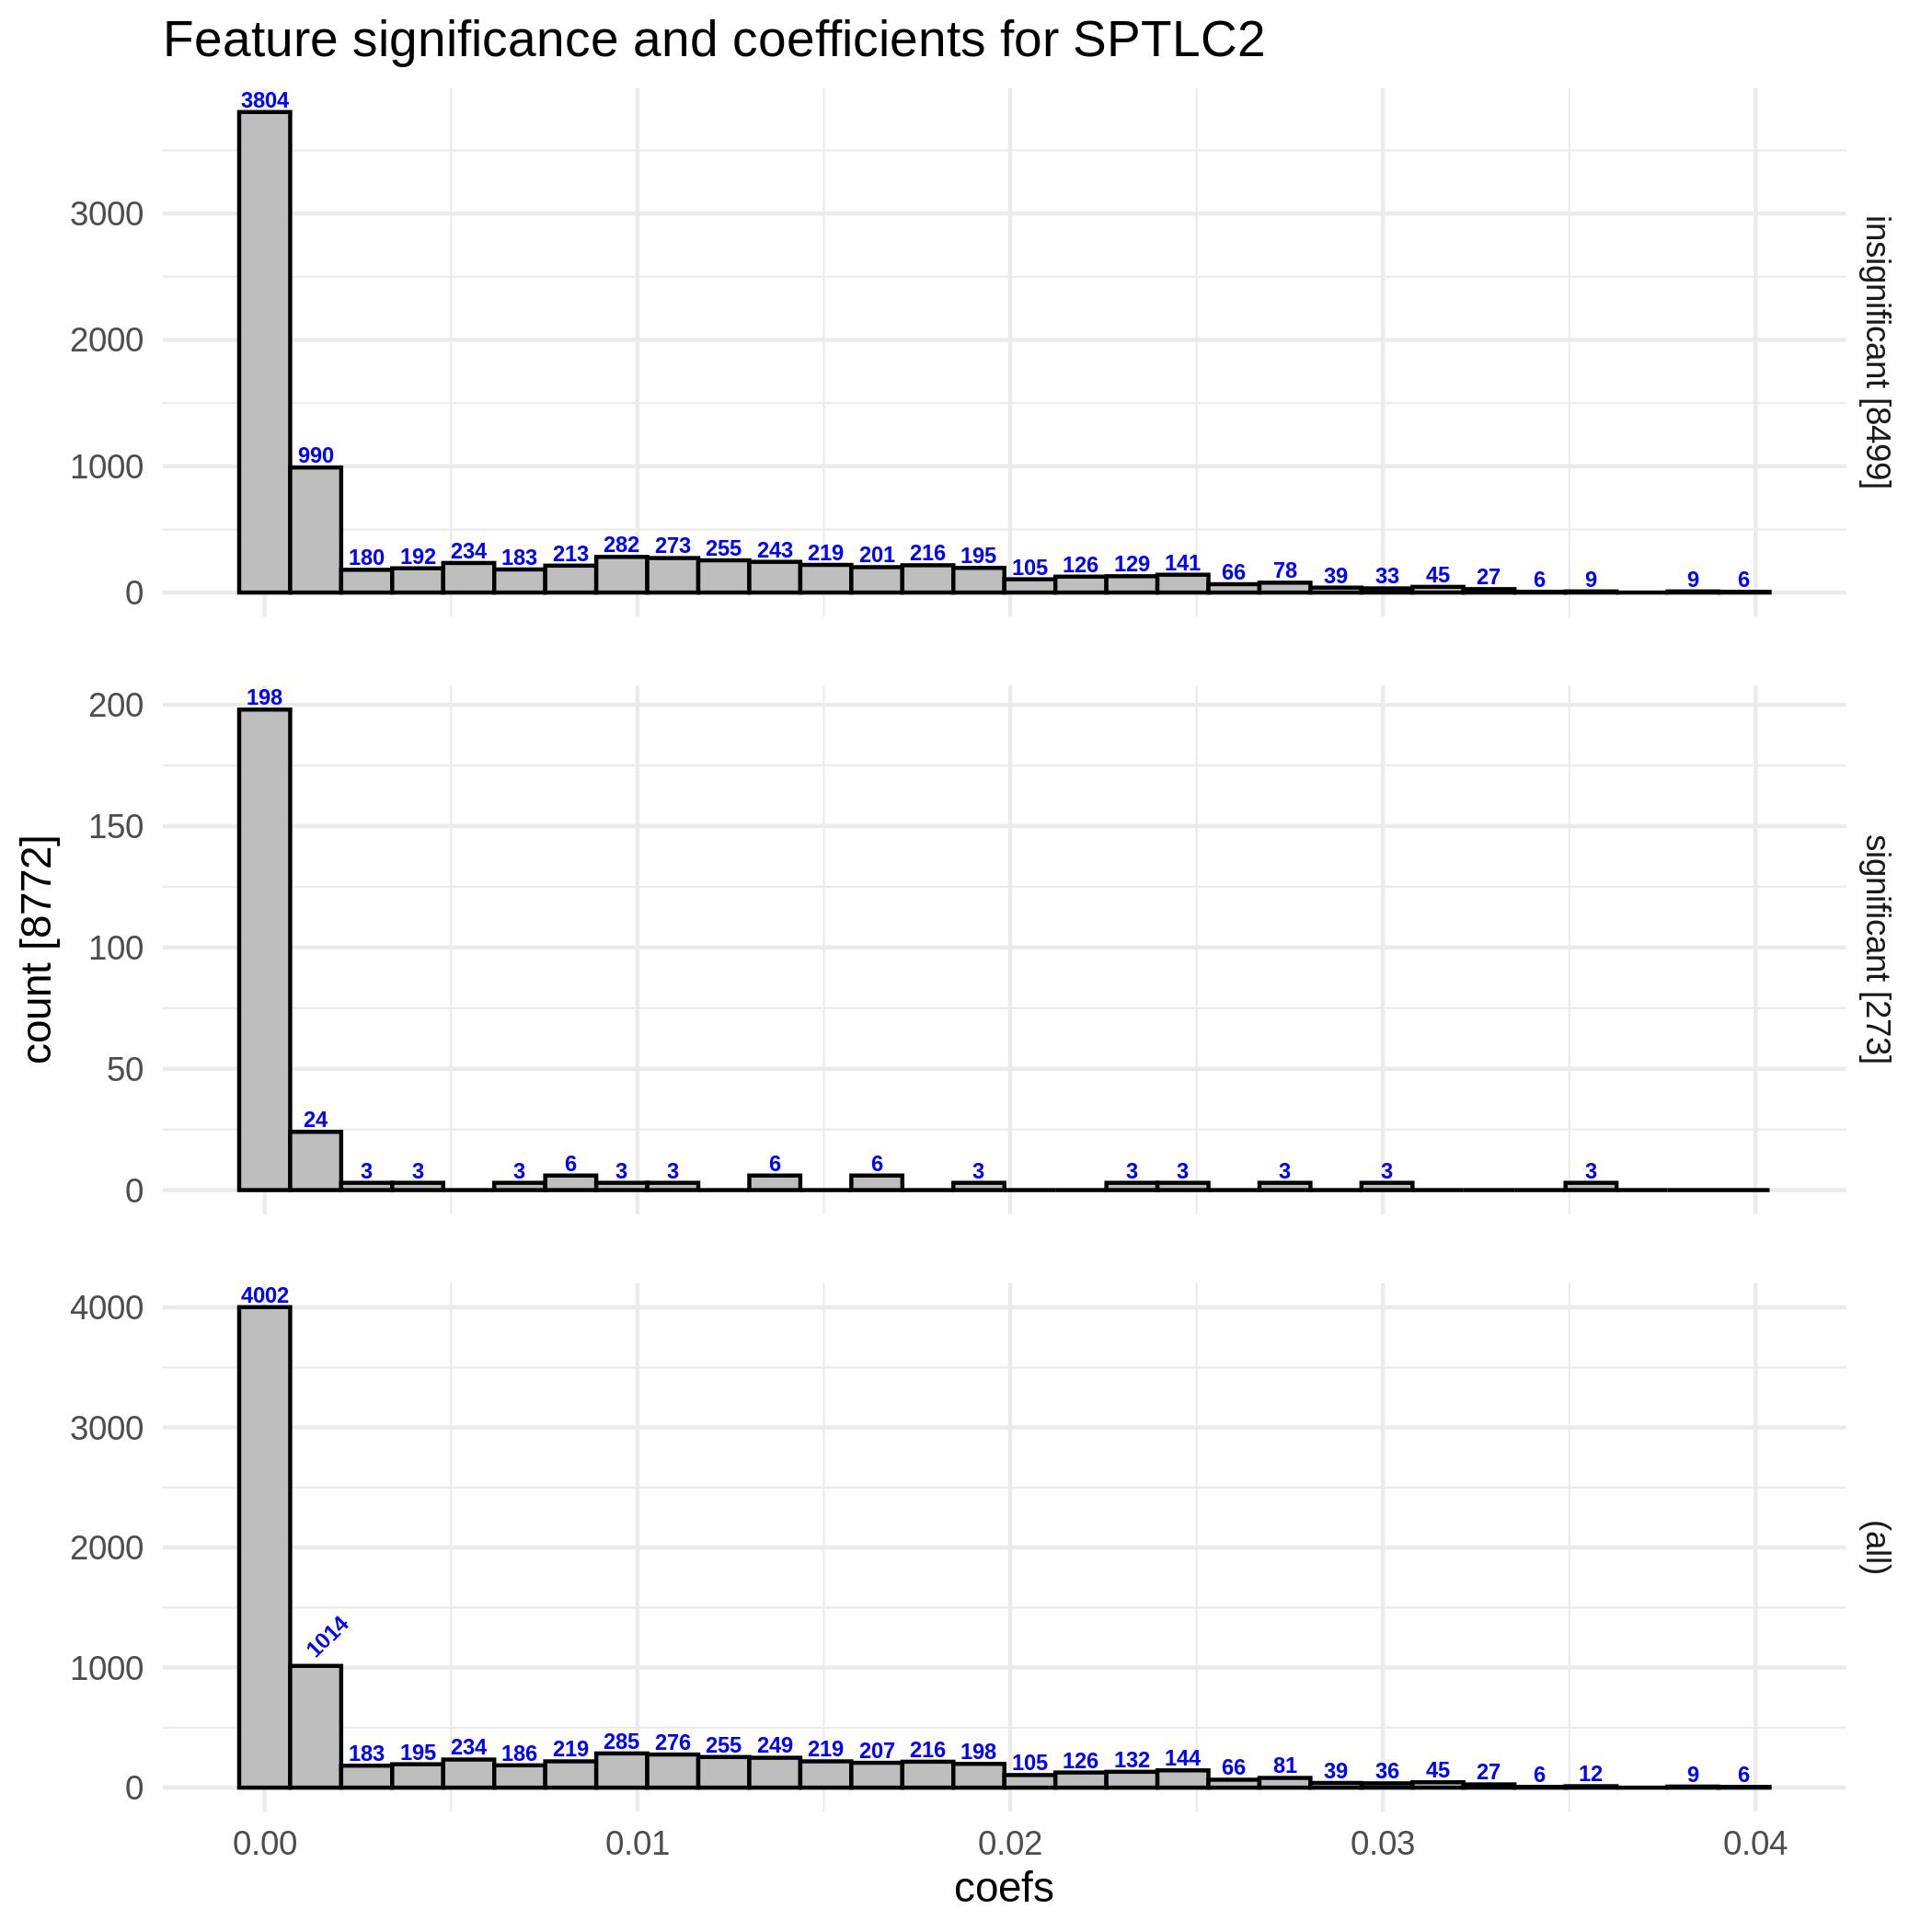 Feature significance and coefficients for SPTLC2
3804
3000
2000
1000
0
990
180 192 234 183 213 282 273 255 243 219 201 216 195 105 126 129 141 66 78 39 33 45 27 6 9 9 6
insignificant [8499]
count [8772]
198
200
150
100
50
0
24
3 3 3 6 3 3 6 6 3 3 3 3 3 3
significant [273]
4002
4000
3000
2000
1000
0
1014
183 195 234 186 219 285 276 255 249 219 207 216 198 105 126 132 144 66 81 39 36 45 27 6 12 9 6
(all)
0.00 0.01 0.02 0.03 0.04
coefs